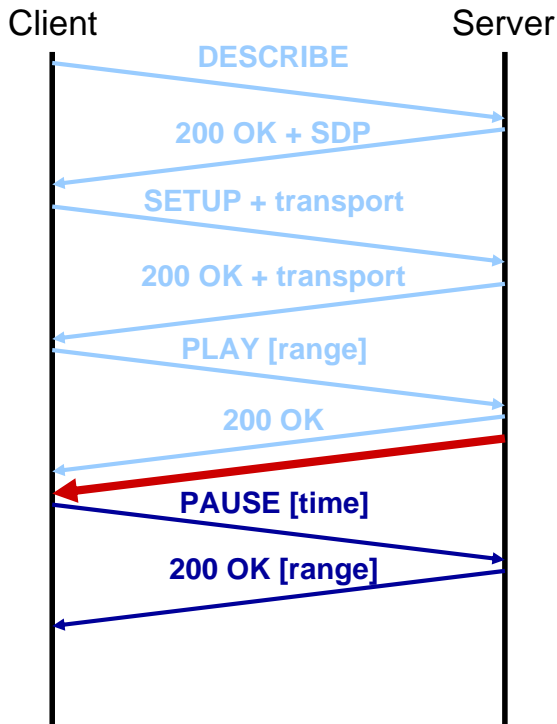 Client
Server
DESCRIBE
200 OK + SDP
SETUP + transport
200 OK + transport
PLAY [range]
200 OK
PAUSE [time]
200 OK [range]